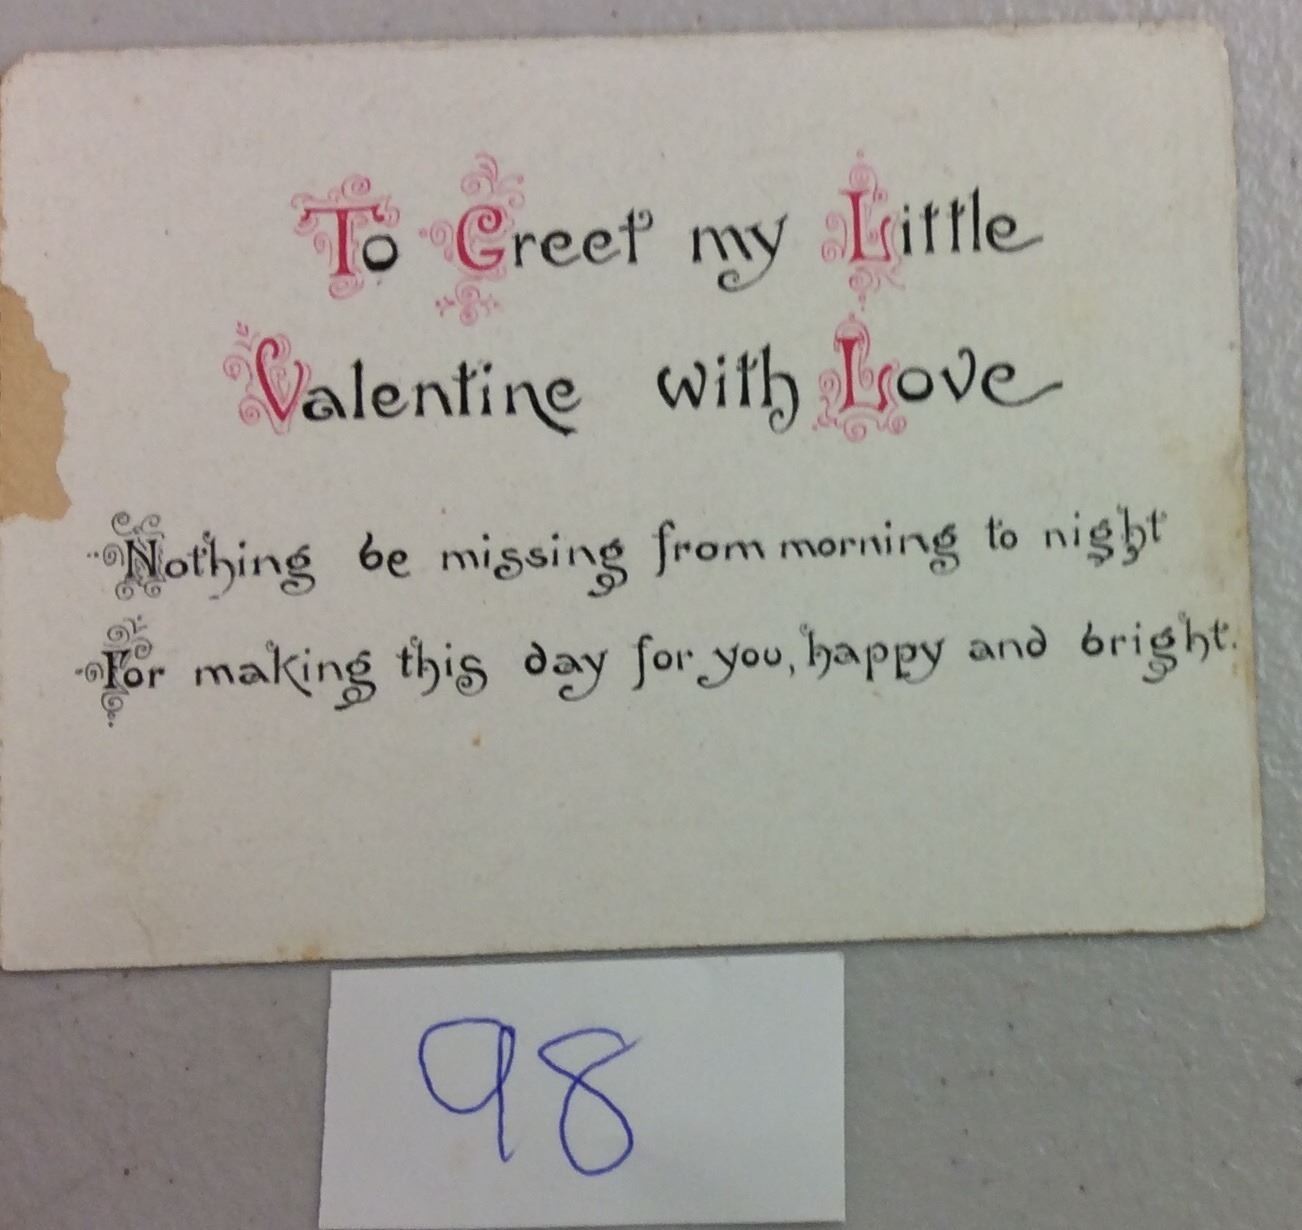 To Greet my Little
Valentine with Love
Nothing be missing from morning to night
For making this day for you, happy and bright.
98